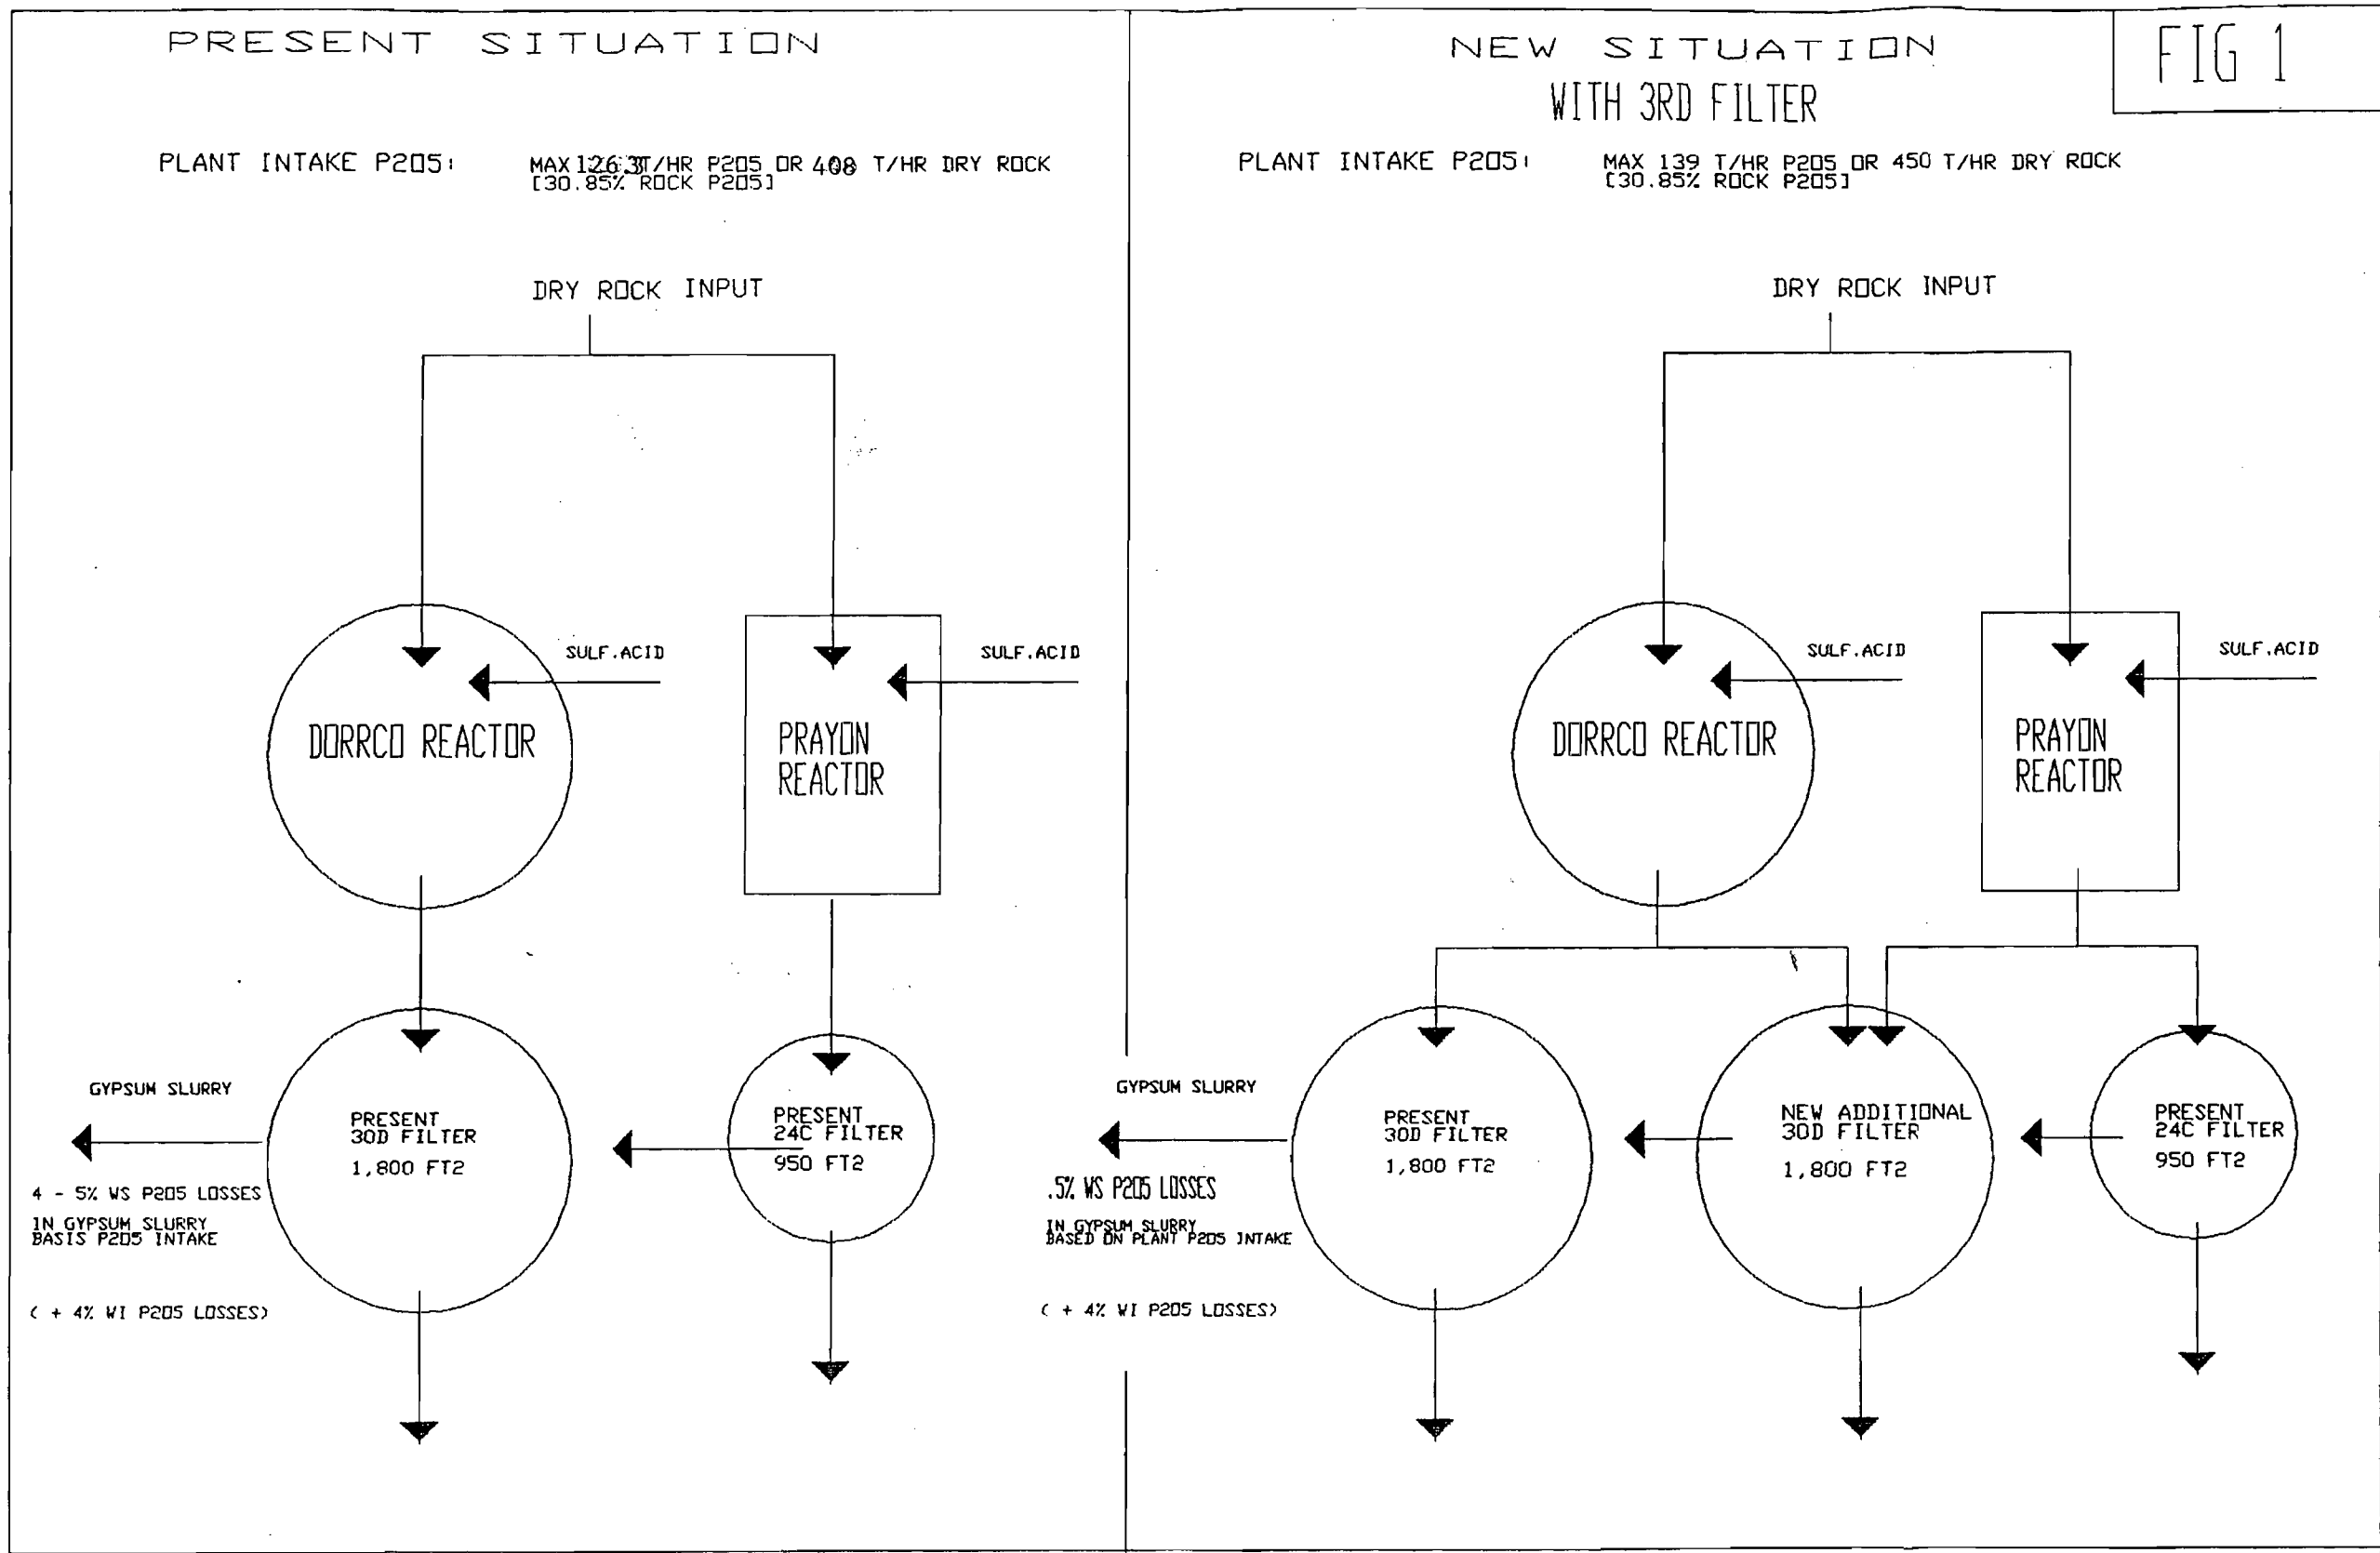 PRESENT SITUATION
PLANT INTAKE P2O5:
MAX 126.3T/HR P2O5 OR 408 T/HR DRY ROCK
[30.85% ROCK P2O5]
DRY ROCK INPUT
SULF.ACID
SULF.ACID
DORRCO REACTOR
PRAYON
REACTOR
GYPSUM SLURRY
PRESENT
30D FILTER
1,800 FT2
PRESENT
24C FILTER
950 FT2
4 - 5% WS P2O5 LOSSES
IN GYPSUM SLURRY
BASIS P2O5 INTAKE
( + 4% WI P2O5 LOSSES)
NEW SITUATION
WITH 3RD FILTER
FIG 1
PLANT INTAKE P2O5:
MAX 139 T/HR P2O5 OR 450 T/HR DRY ROCK
[30.85% ROCK P2O5]
DRY ROCK INPUT
SULF.ACID
SULF.ACID
DORRCO REACTOR
PRAYON
REACTOR
GYPSUM SLURRY
PRESENT
30D FILTER
1,800 FT2
NEW ADDITIONAL
30D FILTER
1,800 FT2
PRESENT
24C FILTER
950 FT2
.5% WS P2O5 LOSSES
IN GYPSUM SLURRY
BASED ON PLANT P2O5 INTAKE
( + 4% WI P2O5 LOSSES)